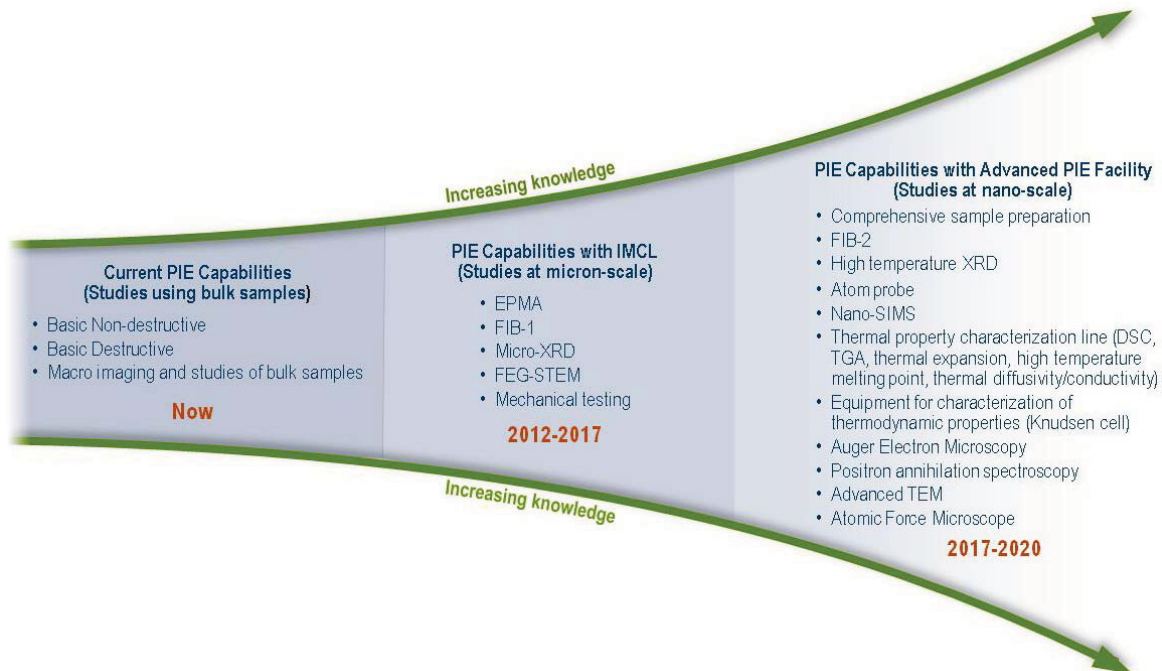 Increasing knowledge
Current PIE Capabilities
(Studies using bulk samples)
• Basic Non-destructive
• Basic Destructive
• Macro imaging and studies of bulk samples
Now
PIE Capabilities with IMCL
(Studies at micron-scale)
• EPMA
• FIB-1
• Micro-XRD
• FEG-STEM
• Mechanical testing
2012-2017
PIE Capabilities with Advanced PIE Facility
(Studies at nano-scale)
• Comprehensive sample preparation
• FIB-2
• High temperature XRD
• Atom probe
• Nano-SIMS
• Thermal property characterization line (DSC,
TGA, thermal expansion, high temperature
melting point, thermal diffusivity/conductivity)
• Equipment for characterization of
thermodynamic properties (Knudsen cell)
• Auger Electron Microscopy
• Positron annihilation spectroscopy
• Advanced TEM
• Atomic Force Microscope
2017-2020
Increasing knowledge